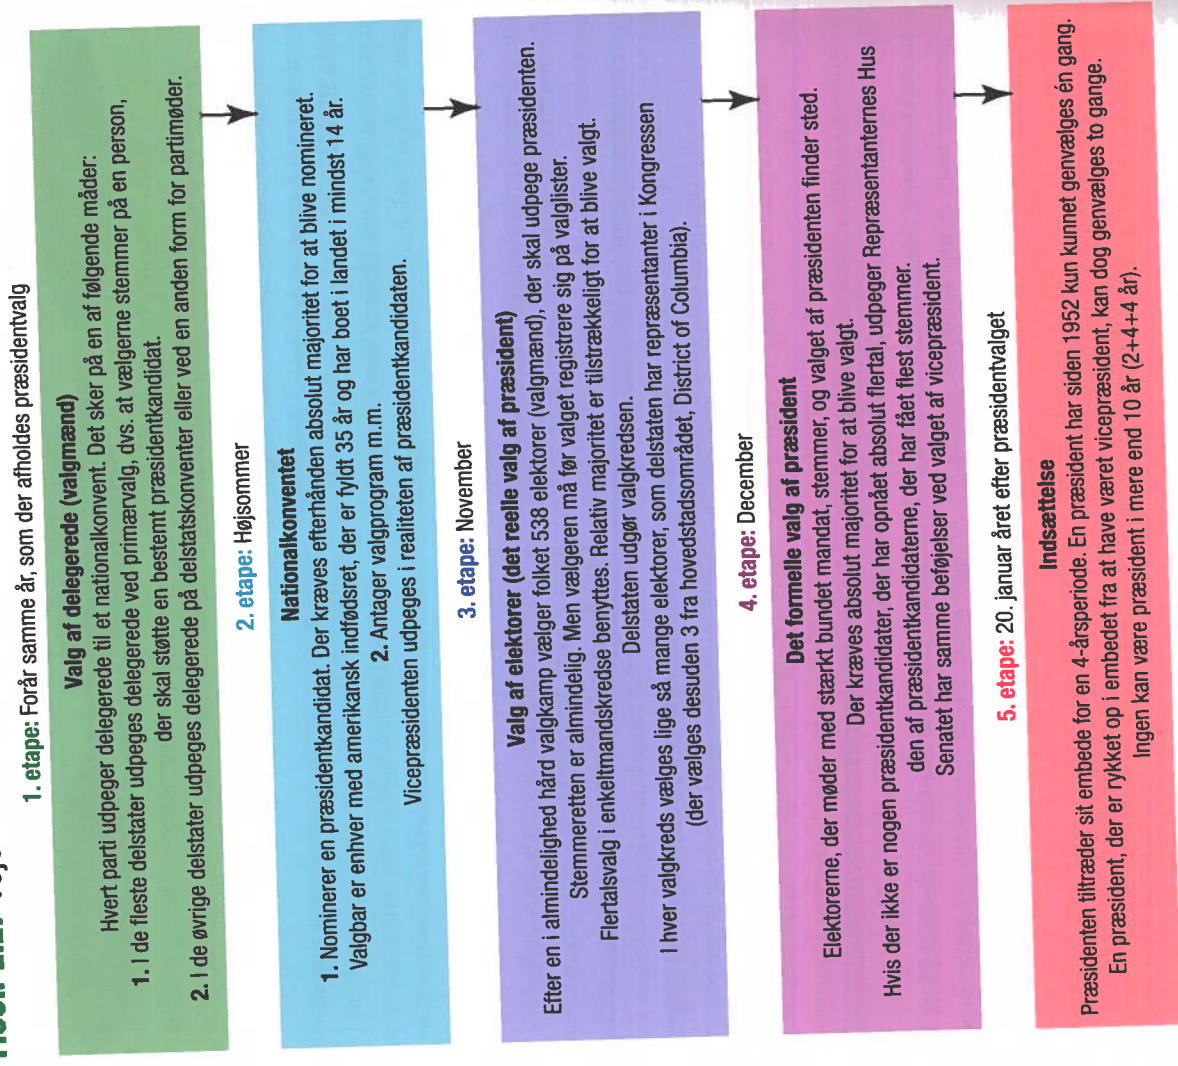 1. etape: Forår samme år, som der afholdes præsidentvalg
Valg af delegerede (valgmænd)
Hvert parti udpeger delegerede til et nationalkonvent. Det sker på en af følgende måder:
1. I de fleste delstater udpeges delegerede ved primærvalg, dvs. at vælgerne stemmer på en person,
der skal støtte en bestemt præsidentkandidat.
2. I de øvrige delstater udpeges delegerede på delstatskonventer eller ved en anden form for partimøder.
2. etape: Højsommer
Nationalkonventet
1. Nominerer en præsidentkandidat. Der kræves efterhånden absolut majoritet for at blive nomineret.
Valgbar er enhver med amerikansk indfødsret, der er fyldt 35 år og har boet i landet i mindst 14 år.
2. Antager valgprogram m.m.
Vicepræsidenten udpeges i realiteten af præsidentkandidaten.
3. etape: November
Valg af elektorer (det reelle valg af præsident)
Efter en i almindelighed hård valgkamp vælger folket 538 elektorer (valgmænd), der skal udpege præsidenten.
Stemmeretten er almindelig. Men vælgeren må før valget registrere sig på valglister.
Flertalsvalg i enkeltmandskredse benyttes. Relativ majoritet er tilstrækkeligt for at blive valgt.
Delstaten udgør valgkredsen.
I hver valgkreds vælges lige så mange elektorer, som delstaten har repræsentanter i Kongressen
(der vælges desuden 3 fra hovedstadsområdet, District of Columbia).
4. etape: December
Det formelle valg af præsident
Elektorerne, der møder med stærkt bundet mandat, stemmer, og valget af præsidenten finder sted.
Der kræves absolut majoritet for at blive valgt.
Hvis der ikke er nogen præsidentkandidater, der har opnået absolut flertal, udpeger Repræsentanternes Hus
den af præsidentkandidaterne, der har fået flest stemmer.
Senatet har samme beføjelser ved valget af vicepræsident.
5. etape: 20. januar året efter præsidentvalget
Indsættelse
Præsidenten tiltræder sit embede for en 4-årsperiode. En præsident har siden 1952 kun kunnet genvælges én gang.
En præsident, der er rykket op i embedet fra at have været vicepræsident, kan dog genvælges to gange.
Ingen kan være præsident i mere end 10 år (2+4+4 år).